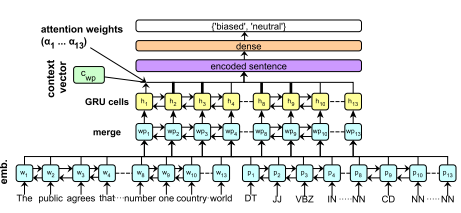 attention weights
(α1 ... α13)
{'biased', 'neutral'}
dense
encoded sentence
context
vector
cwp
GRU cells
h1 h2 h3 h4 h8 h9 h10 h13
merge
wp1 wp2 wp3 wp4 wp8 wp9 wp10 wp13
emb.
w1 w2 w3 w4 w8 w9 w10 w13 p1 p2 p3 p4 p8 p9 p10 p13
The public agrees that ··· number one country world DT JJ VBZ IN ····· NN CD NN ····· NN